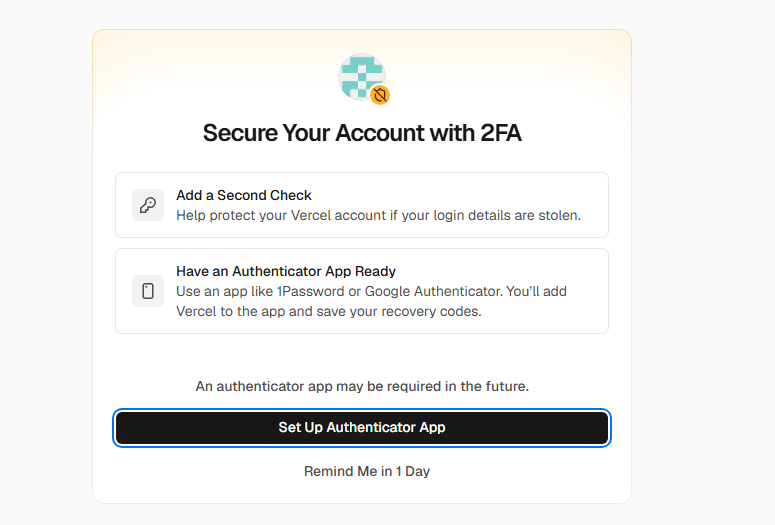 Secure Your Account with 2FA
Add a Second Check
Help protect your Vercel account if your login details are stolen.
Have an Authenticator App Ready
Use an app like 1Password or Google Authenticator. You’ll add
Vercel to the app and save your recovery codes.
An authenticator app may be required in the future.
Set Up Authenticator App
Remind Me in 1 Day